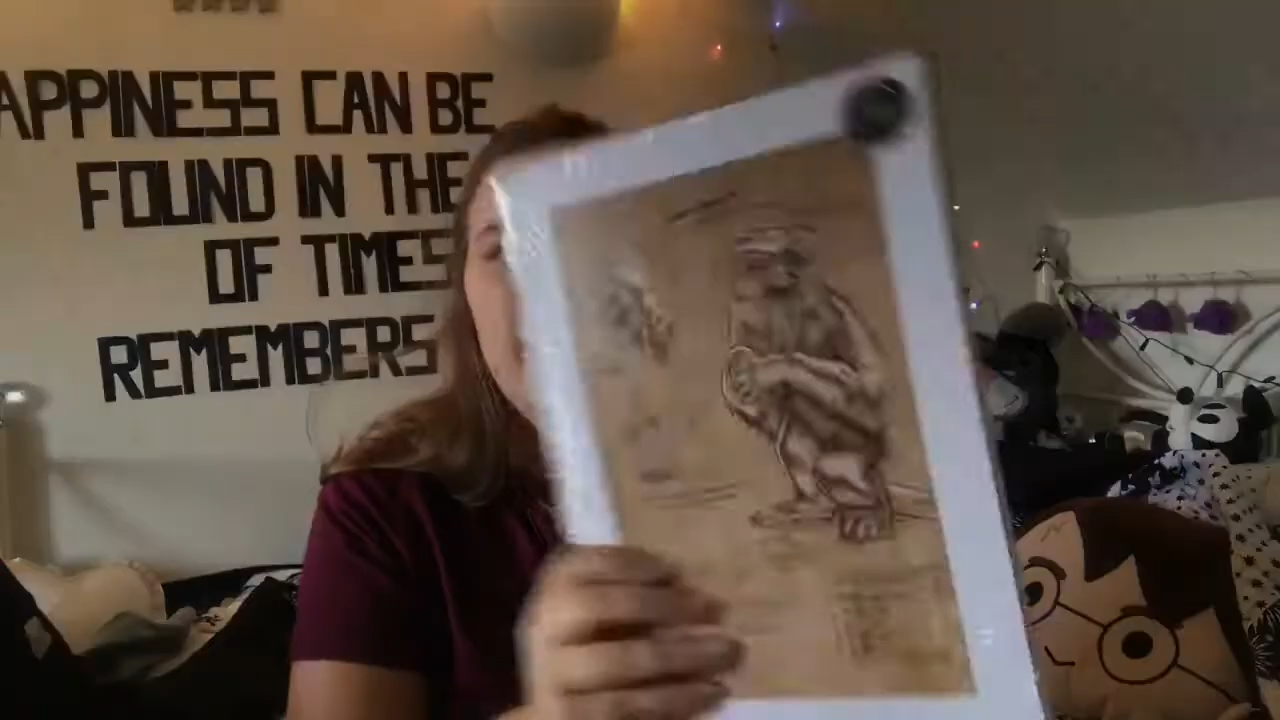 APPINESS CAN BE
FOUND IN THE
OF TIMES
REMEMBERS